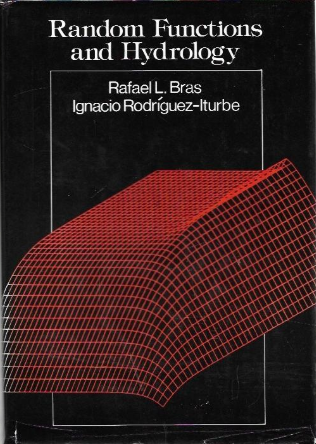 Random Functions
and Hydrology
Rafael L. Bras
Ignacio Rodríguez-Iturbe